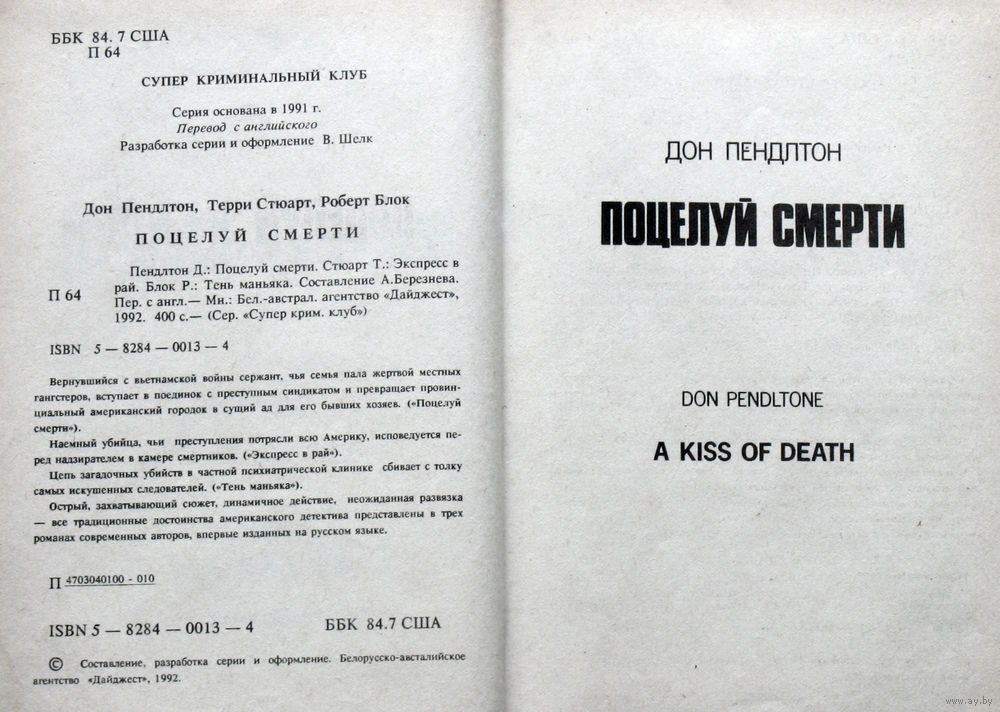 ББК 84. 7 США
П 64
СУПЕР КРИМИНАЛЬНЫЙ КЛУБ
Серия основана в 1991 г.
Перевод с английского
Разработка серии и оформление В. Шелк
Дон Пендлтон, Терри Стюарт, Роберт Блок
ПОЦЕЛУЙ СМЕРТИ
Пендлтон Д.: Поцелуй смерти. Стюарт Т.: Экспресс в
рай. Блок Р.: Тень маньяка. Составление А.Березнева.
П 64 Пер. с англ.— Мн.: Бел.-австрал. агентство «Дайджест»,
1992. 400 с.— (Сер. «Супер крим. клуб»)
ISBN 5 — 8284 — 0013 — 4
Вернувшийся с вьетнамской войны сержант, чья семья пала жертвой местных
гангстеров, вступает в поединок с преступным синдикатом и превращает провин-
циальный американский городок в сущий ад для его бывших хозяев. («Поцелуй
смерти»).
Наемный убийца, чьи преступления потрясли всю Америку, исповедуется пе-
ред надзирателем в камере смертников. («Экспресс в рай»).
Цепь загадочных убийств в частной психиатрической клинике сбивает с толку
самых искушенных следователей. («Тень маньяка»).
Острый, захватывающий сюжет, динамичное действие, неожиданная развязка
— все традиционные достоинства американского детектива представлены в трех
романах современных авторов, впервые изданных на русском языке.
П 4703040100 - 010
ISBN 5 — 8284 — 0013 — 4 ББК 84.7 США
© Составление, разработка серии и оформление. Белорусско-австалийское
агентство «Дайджест», 1992.
ДОН ПЕНДЛТОН
ПОЦЕЛУЙ СМЕРТИ
DON PENDLTONE
A KISS OF DEATH
www.ay.by